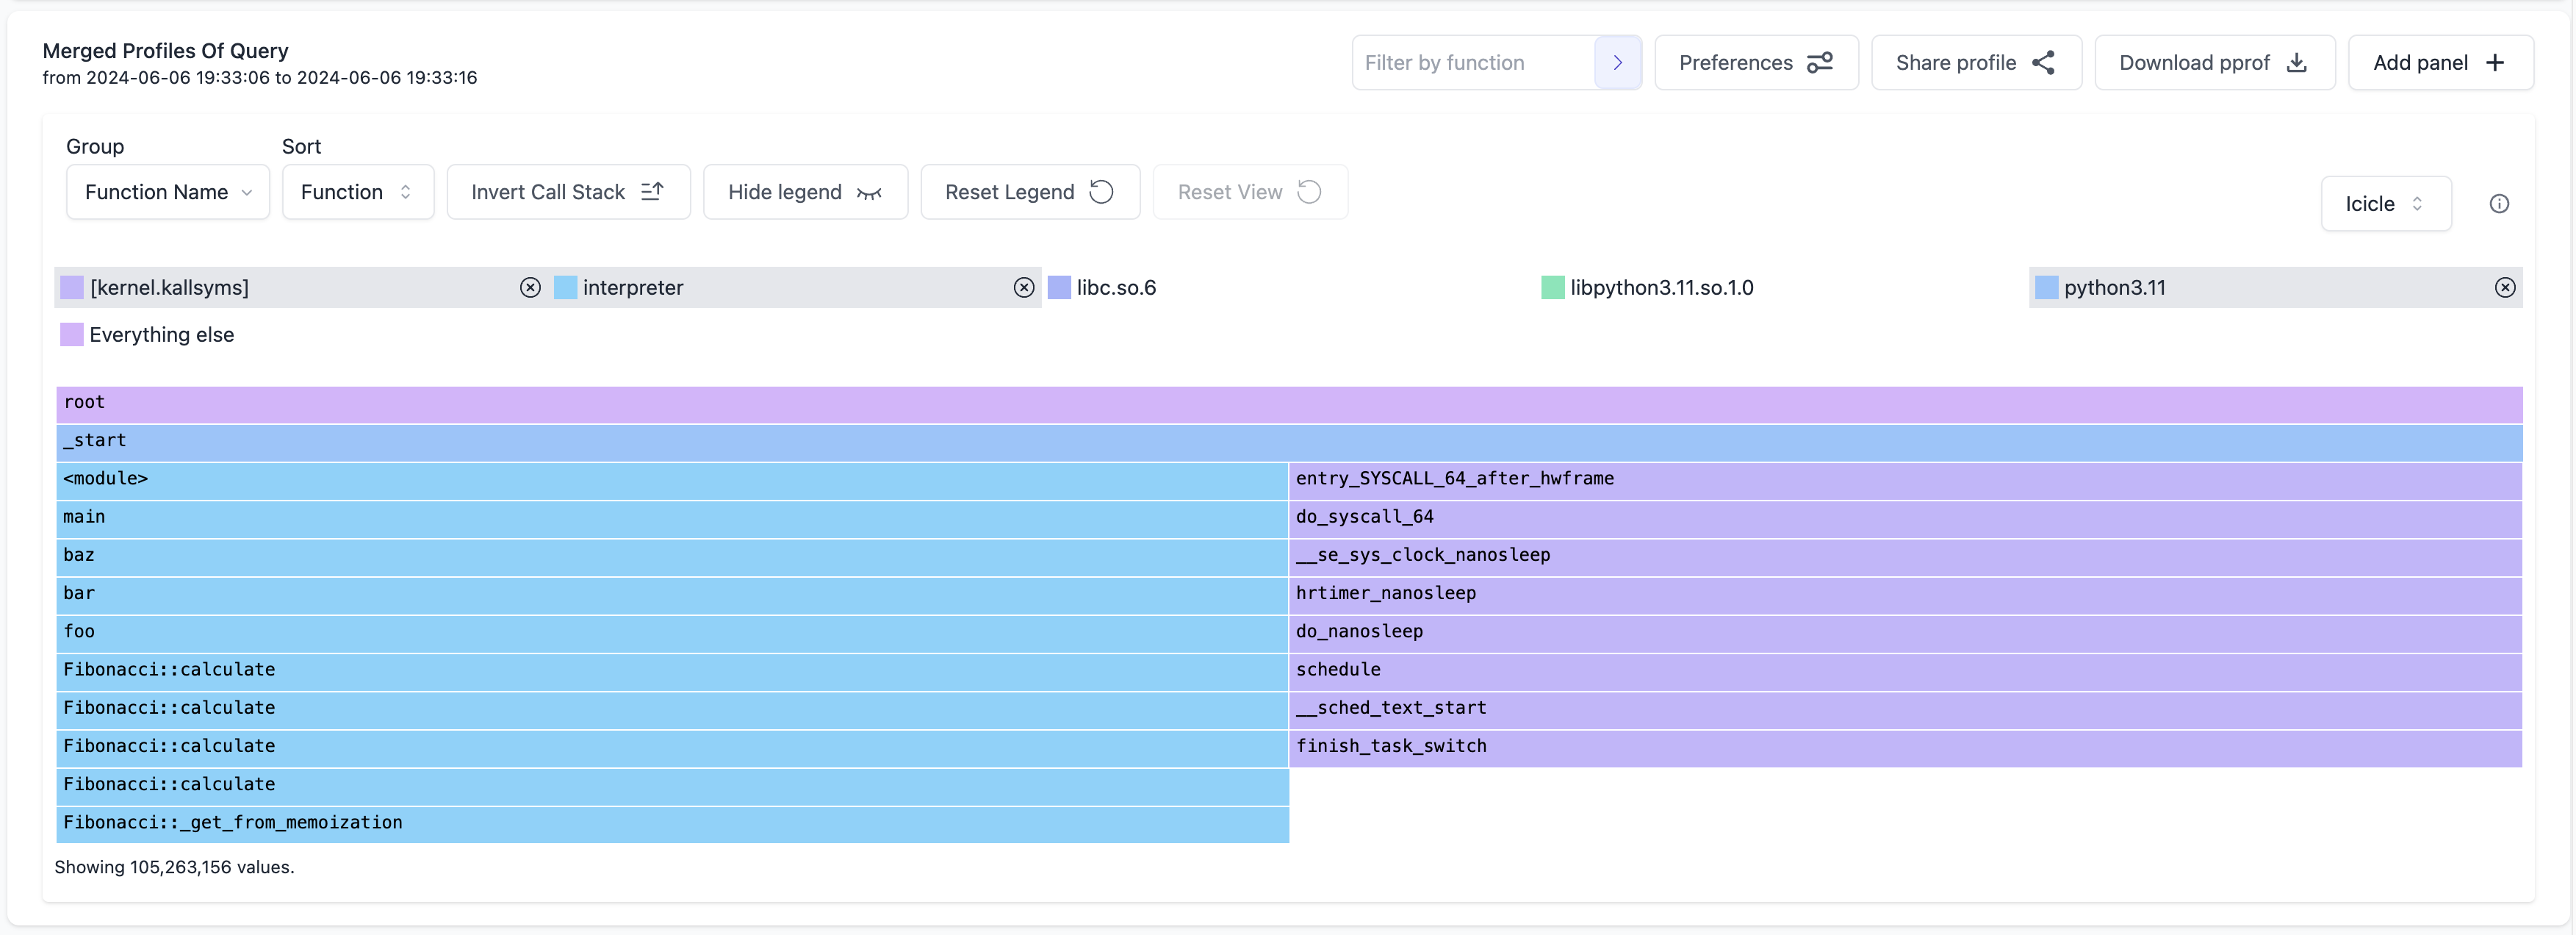 Merged Profiles Of Query
from 2024-06-06 19:33:06 to 2024-06-06 19:33:16
Filter by function
Preferences
Share profile
Download pprof
Add panel
Group
Sort
Function Name
Function
Invert Call Stack
Hide legend
Reset Legend
Reset View
Icicle
[kernel.kallsyms]
interpreter
libc.so.6
libpython3.11.so.1.0
python3.11
Everything else
root
_start
<module>
entry_SYSCALL_64_after_hwframe
main
do_syscall_64
baz
__se_sys_clock_nanosleep
bar
hrtimer_nanosleep
foo
do_nanosleep
Fibonacci::calculate
schedule
Fibonacci::calculate
__sched_text_start
Fibonacci::calculate
finish_task_switch
Fibonacci::calculate
Fibonacci::_get_from_memoization
Showing 105,263,156 values.